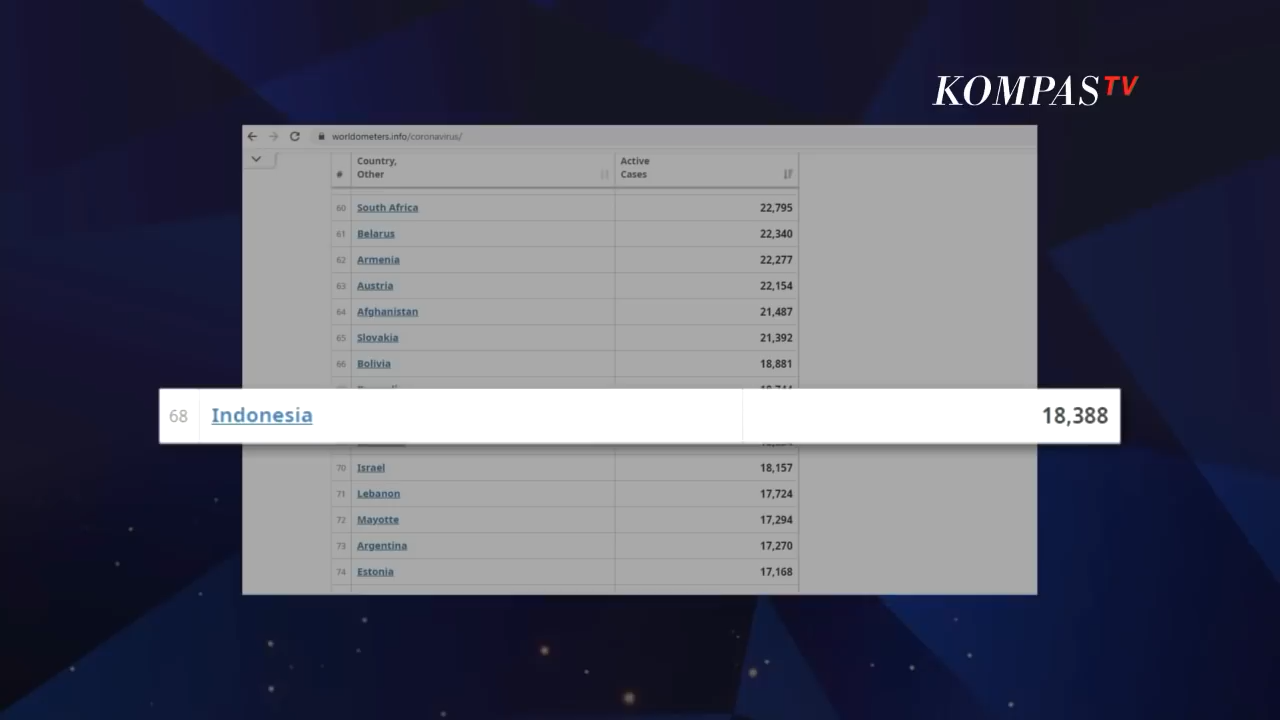 KOMPAS TV
worldometers.info/coronavirus/
# Country, Other Active Cases
60 South Africa 22,795
61 Belarus 22,340
62 Armenia 22,277
63 Austria 22,154
64 Afghanistan 21,487
65 Slovakia 21,392
66 Bolivia 18,881
68 Indonesia 18,388
70 Israel 18,157
71 Lebanon 17,724
72 Mayotte 17,294
73 Argentina 17,270
74 Estonia 17,168